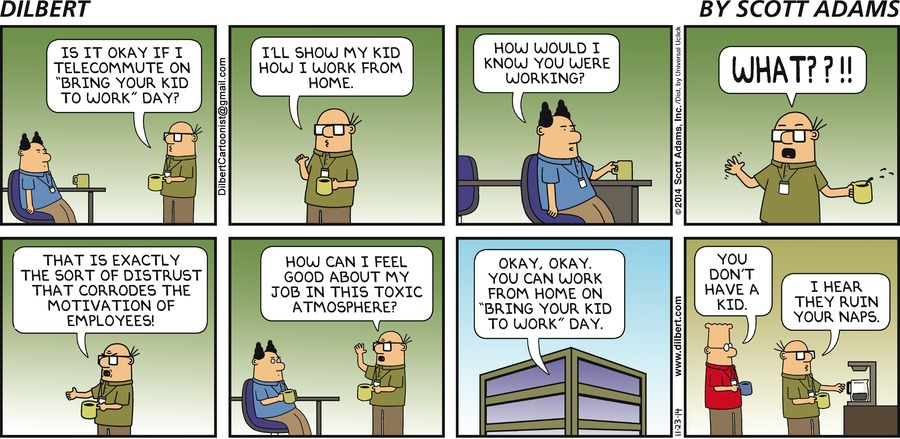 DILBERT
BY SCOTT ADAMS
IS IT OKAY IF I
TELECOMMUTE ON
"BRING YOUR KID
TO WORK" DAY?
DilbertCartoonist@gmail.com
I'LL SHOW MY KID
HOW I WORK FROM
HOME.
HOW WOULD I
KNOW YOU WERE
WORKING?
©2014 Scott Adams, Inc. /Dist. by Universal Uclick
WHAT??!!
THAT IS EXACTLY
THE SORT OF DISTRUST
THAT CORRODES THE
MOTIVATION OF
EMPLOYEES!
HOW CAN I FEEL
GOOD ABOUT MY
JOB IN THIS TOXIC
ATMOSPHERE?
OKAY, OKAY.
YOU CAN WORK
FROM HOME ON
"BRING YOUR KID
TO WORK" DAY.
11-23-14
www.dilbert.com
YOU
DON'T
HAVE A
KID.
I HEAR
THEY RUIN
YOUR NAPS.